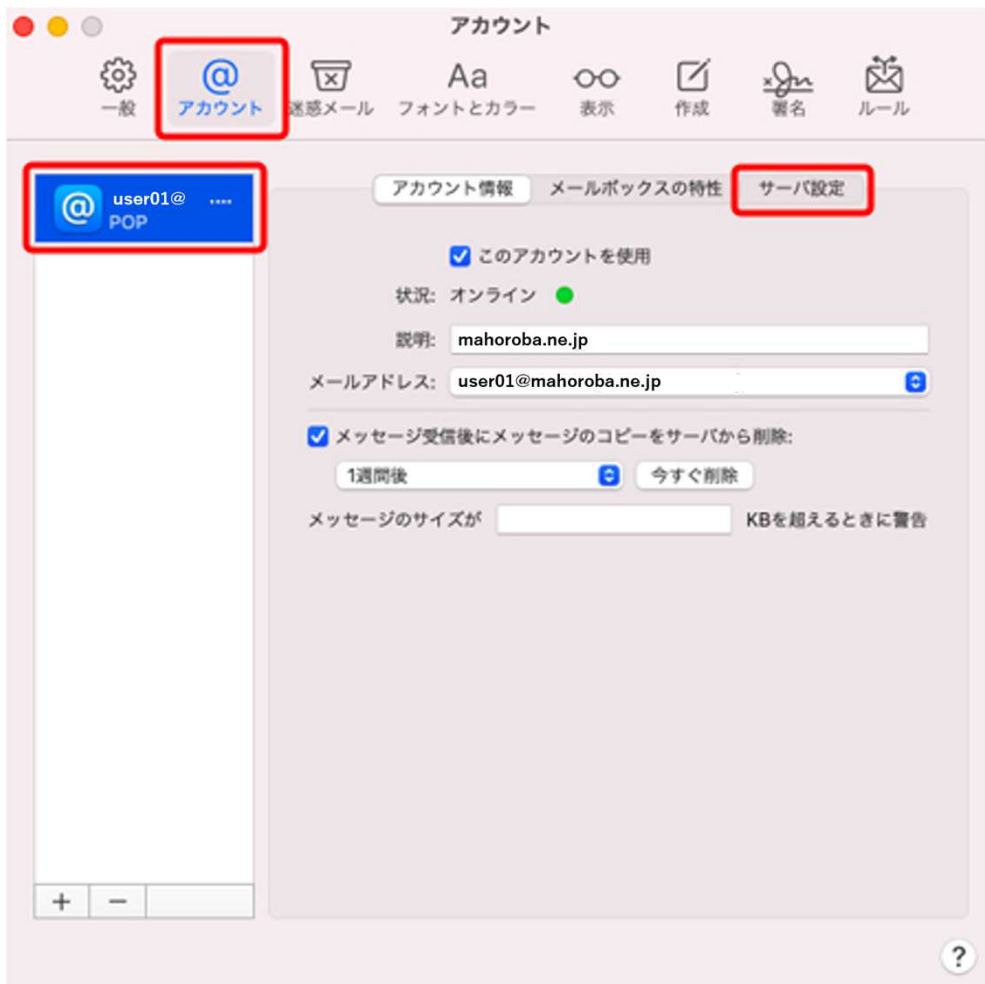 アカウント
一般
アカウント
迷惑メール
Aa
フォントとカラー
表示
作成
署名
ルール
user01@ ....
POP
アカウント情報
メールボックスの特性
サーバ設定
このアカウントを使用
状況: オンライン
説明: mahoroba.ne.jp
メールアドレス: user01@mahoroba.ne.jp
メッセージ受信後にメッセージのコピーをサーバから削除:
1週間後
今すぐ削除
メッセージのサイズが KBを超えるときに警告
+ −
?